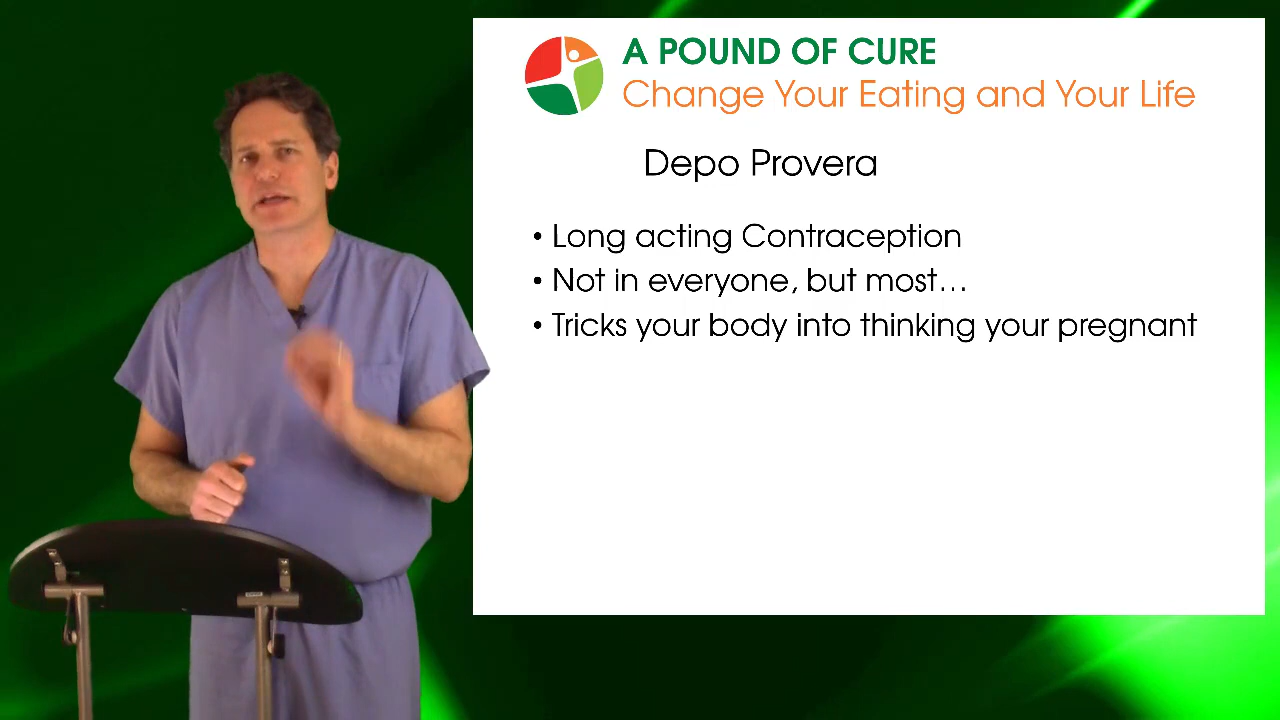 A POUND OF CURE
Change Your Eating and Your Life
Depo Provera
• Long acting Contraception
• Not in everyone, but most...
• Tricks your body into thinking your pregnant